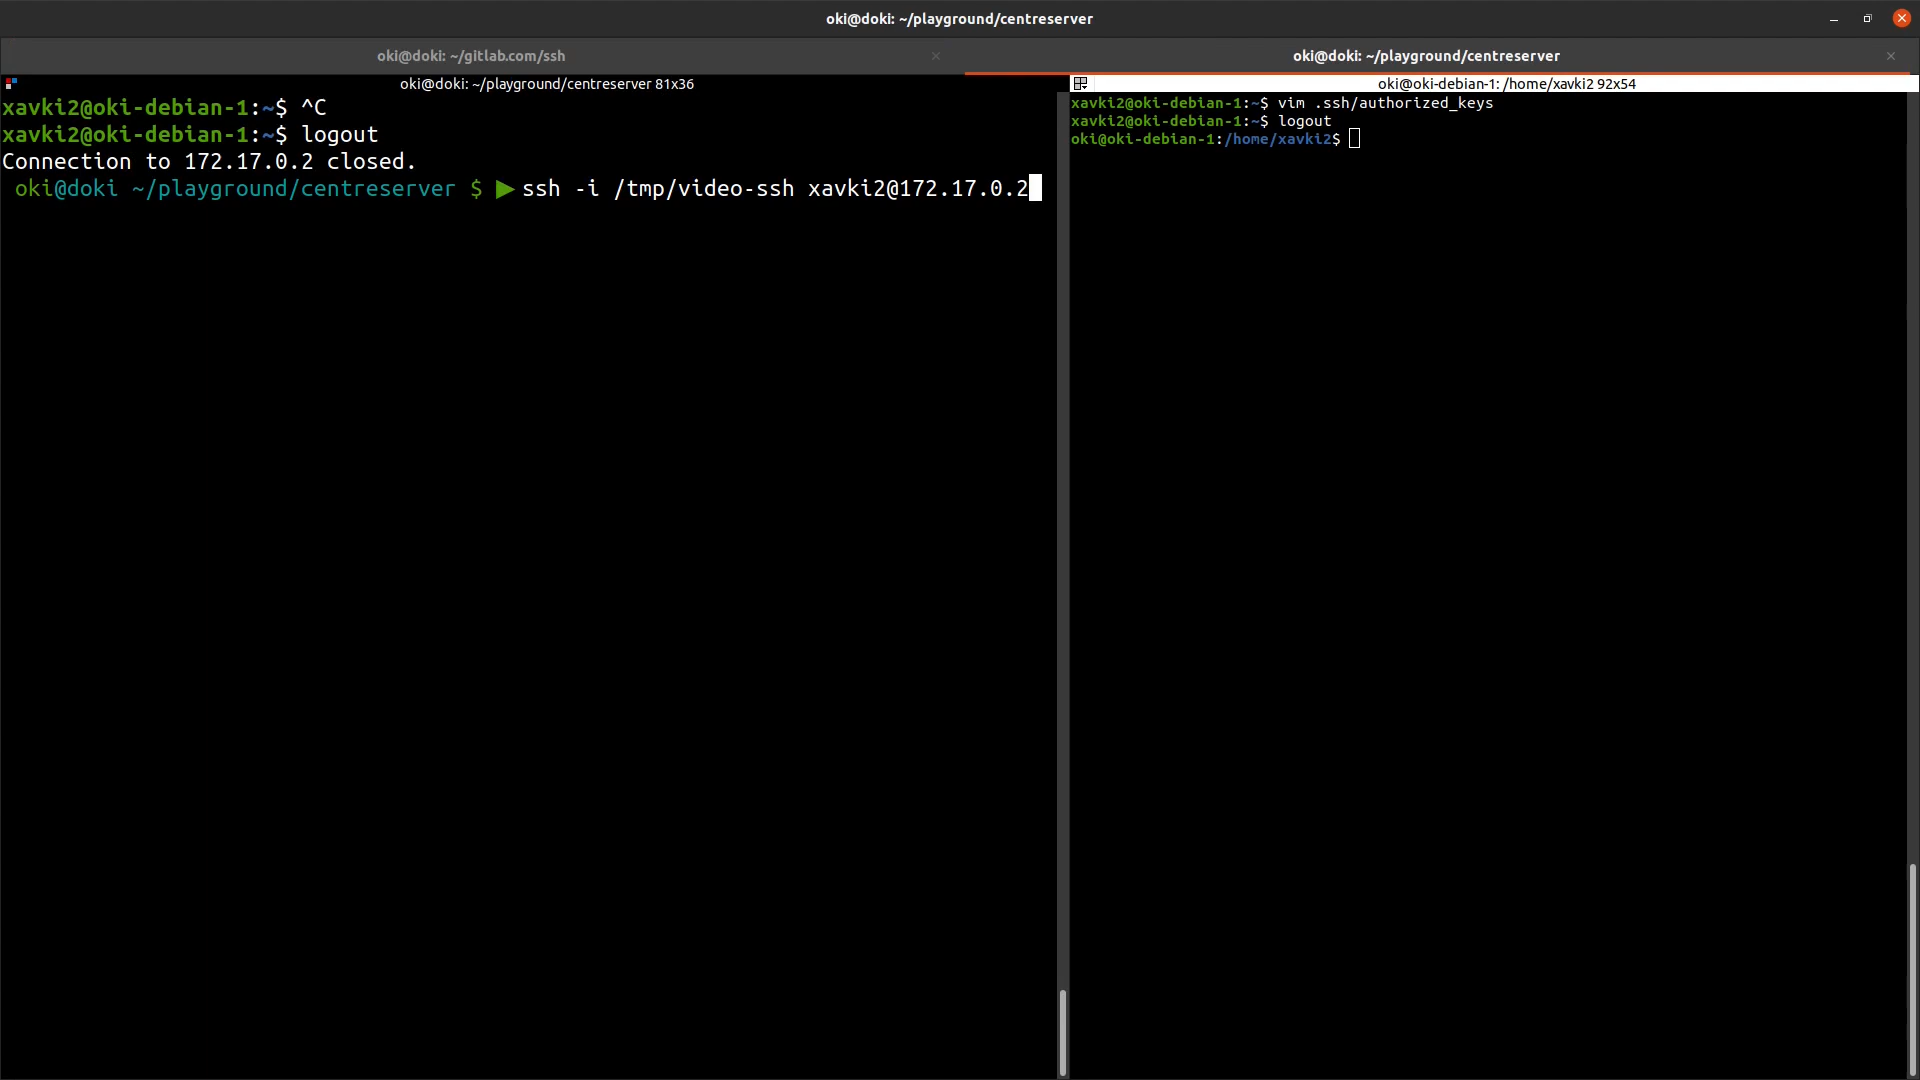 oki@doki: ~/playground/centreserver
oki@doki: ~/gitlab.com/ssh
oki@doki: ~/playground/centreserver
oki@doki: ~/playground/centreserver 81x36
xavki2@oki-debian-1:~$ ^C
xavki2@oki-debian-1:~$ logout
Connection to 172.17.0.2 closed.
oki@doki ~/playground/centreserver $ ▶ ssh -i /tmp/video-ssh xavki2@172.17.0.2
oki@oki-debian-1: /home/xavki2 92x54
xavki2@oki-debian-1:~$ vim .ssh/authorized_keys
xavki2@oki-debian-1:~$ logout
oki@oki-debian-1:/home/xavki2$